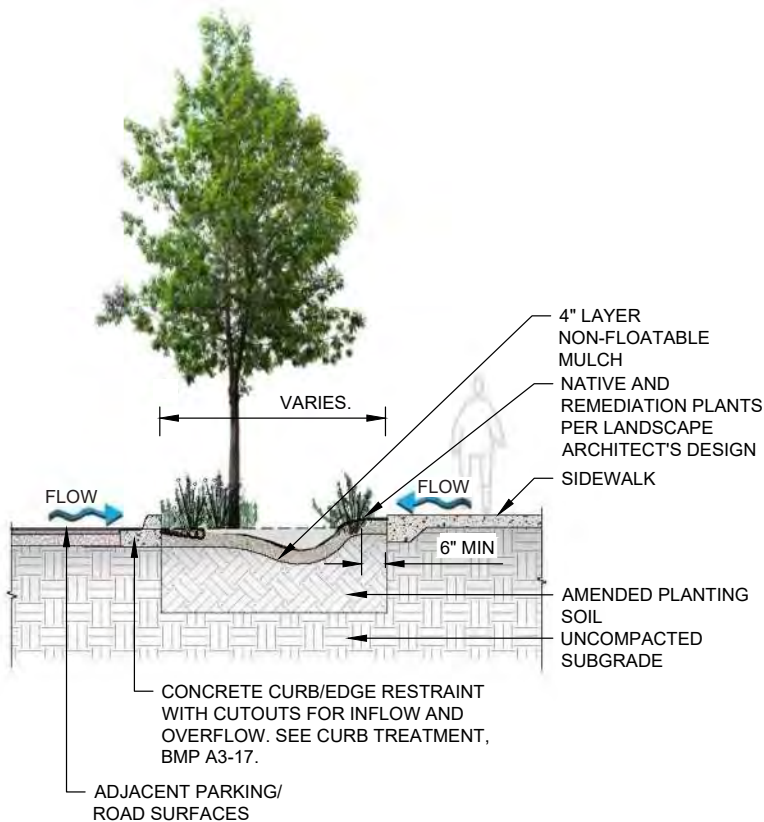 4" LAYER
NON-FLOATABLE
MULCH
VARIES.
NATIVE AND
REMEDIATION PLANTS
PER LANDSCAPE
ARCHITECT'S DESIGN
SIDEWALK
FLOW
FLOW
6" MIN
AMENDED PLANTING
SOIL
UNCOMPACTED
SUBGRADE
CONCRETE CURB/EDGE RESTRAINT
WITH CUTOUTS FOR INFLOW AND
OVERFLOW. SEE CURB TREATMENT,
BMP A3-17.
ADJACENT PARKING/
ROAD SURFACES